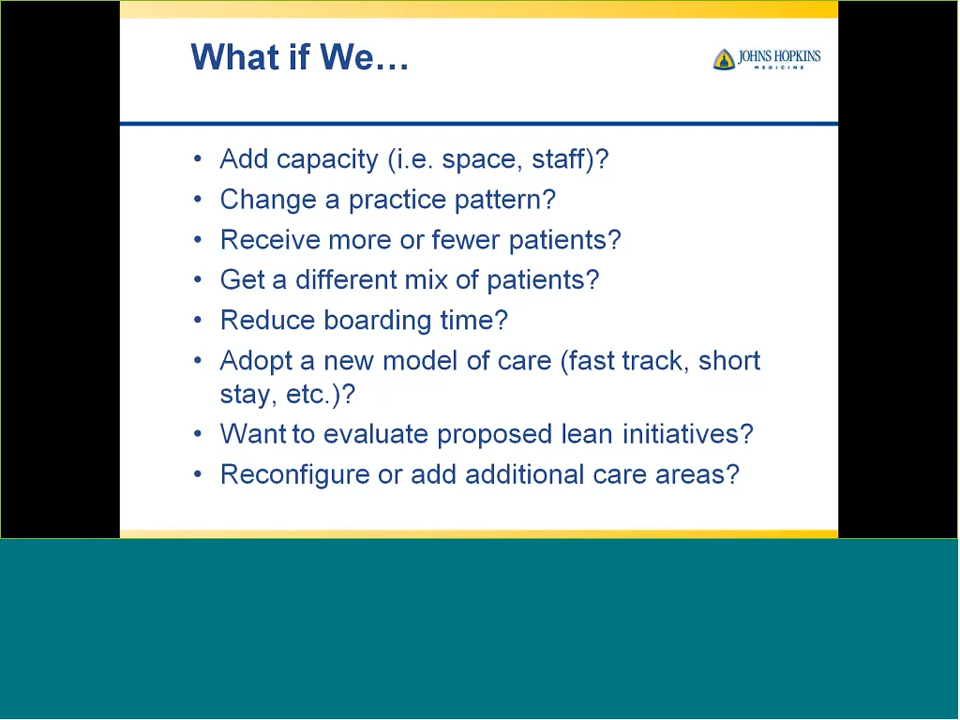 What if We…
JOHNS HOPKINS
MEDICINE
• Add capacity (i.e. space, staff)?
• Change a practice pattern?
• Receive more or fewer patients?
• Get a different mix of patients?
• Reduce boarding time?
• Adopt a new model of care (fast track, short
stay, etc.)?
• Want to evaluate proposed lean initiatives?
• Reconfigure or add additional care areas?